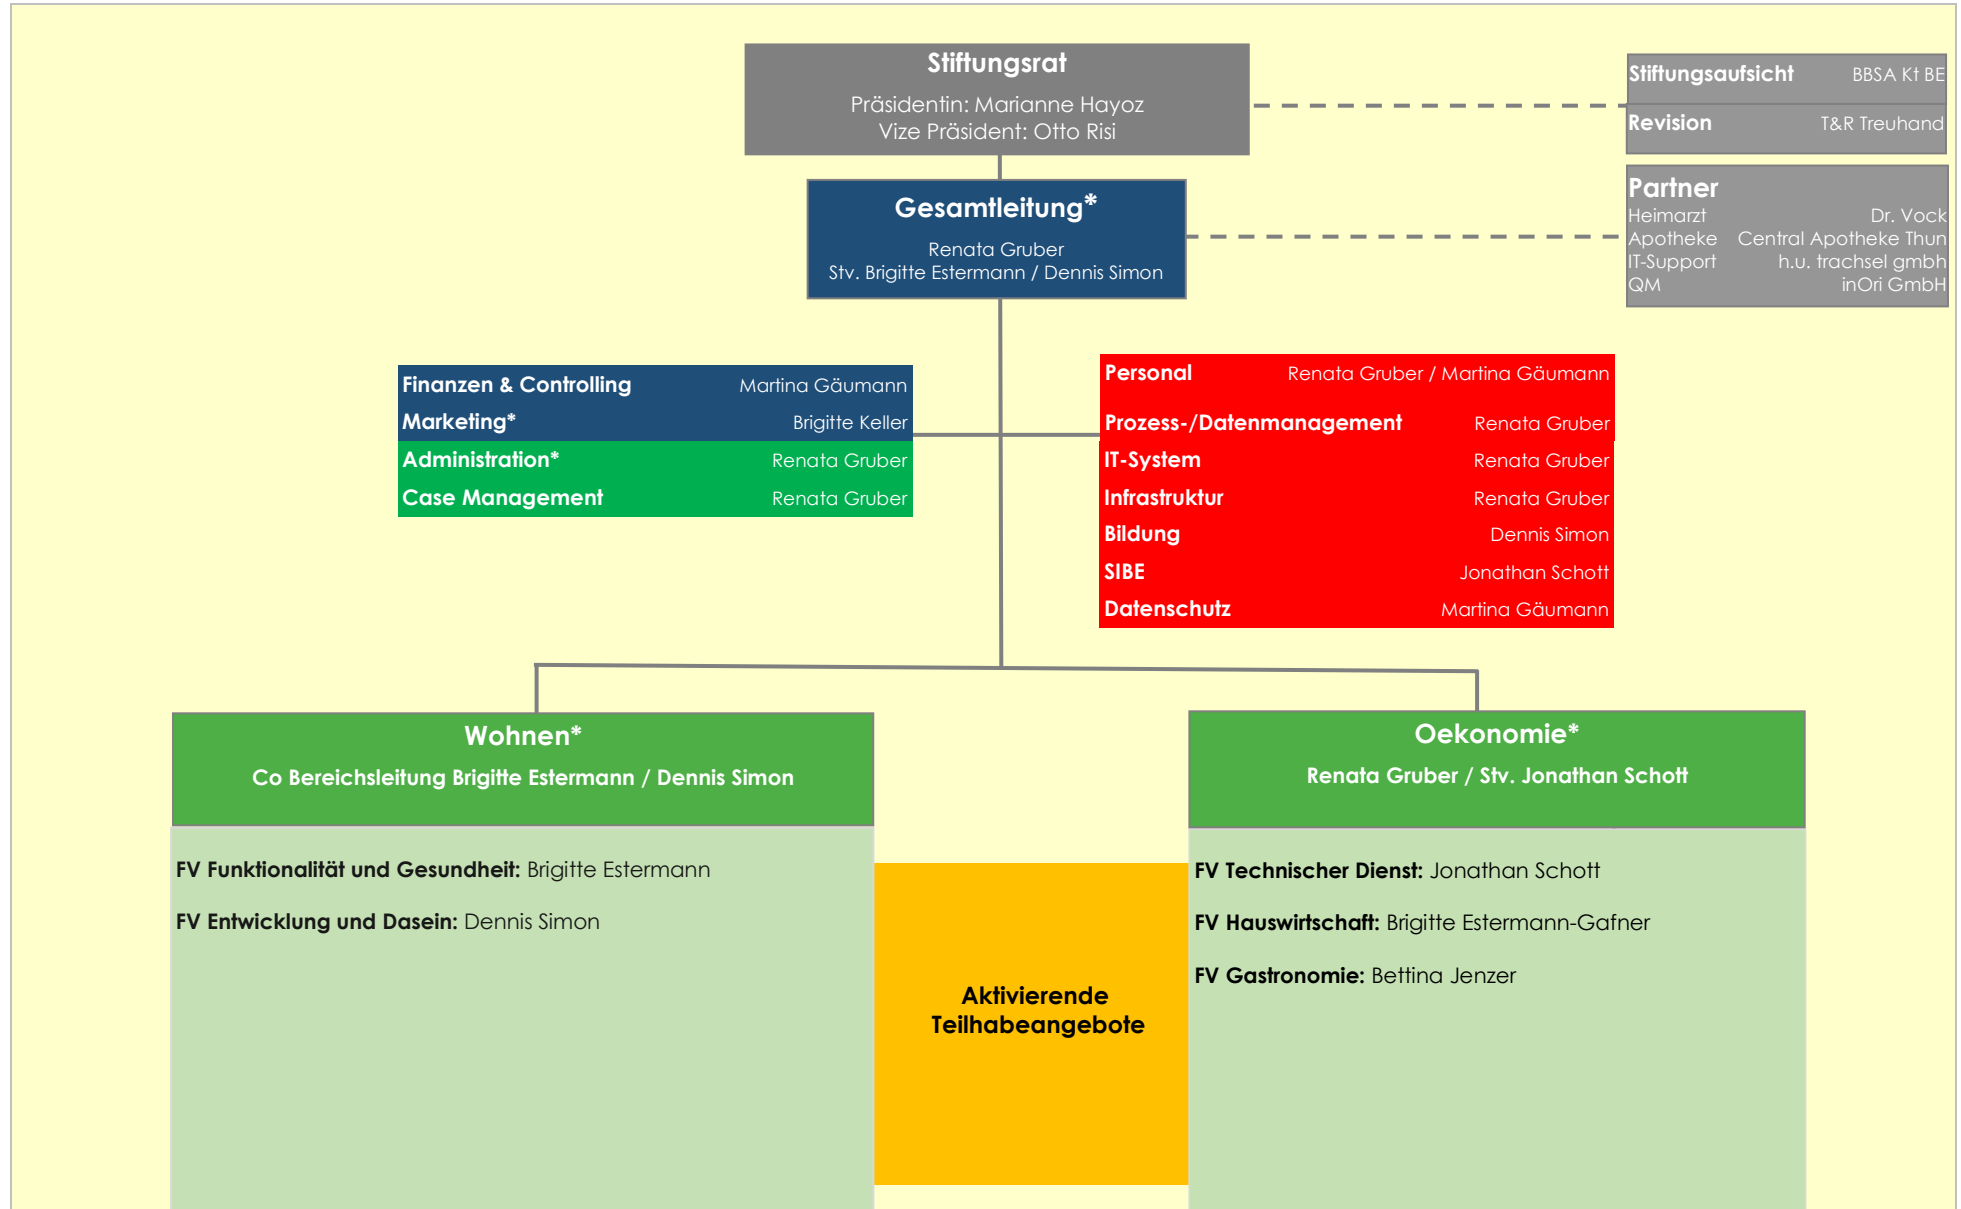 Stiftungsrat
Präsidentin: Marianne Hayoz
Vize Präsident: Otto Risi
Stiftungsaufsicht BBSA Kt BE
Revision T&R Treuhand
Gesamtleitung*
Renata Gruber
Stv. Brigitte Estermann / Dennis Simon
Partner
Heimarzt Dr. Vock
Apotheke Central Apotheke Thun
IT-Support h.u. trachsel gmbh
QM inOri GmbH
Finanzen & Controlling Martina Gäumann
Marketing* Brigitte Keller
Administration* Renata Gruber
Case Management Renata Gruber
Personal Renata Gruber / Martina Gäumann
Prozess-/Datenmanagement Renata Gruber
IT-System Renata Gruber
Infrastruktur Renata Gruber
Bildung Dennis Simon
SIBE Jonathan Schott
Datenschutz Martina Gäumann
Wohnen*
Co Bereichsleitung Brigitte Estermann / Dennis Simon
FV Funktionalität und Gesundheit: Brigitte Estermann
FV Entwicklung und Dasein: Dennis Simon
Aktivierende
Teilhabeangebote
Oekonomie*
Renata Gruber / Stv. Jonathan Schott
FV Technischer Dienst: Jonathan Schott
FV Hauswirtschaft: Brigitte Estermann-Gafner
FV Gastronomie: Bettina Jenzer